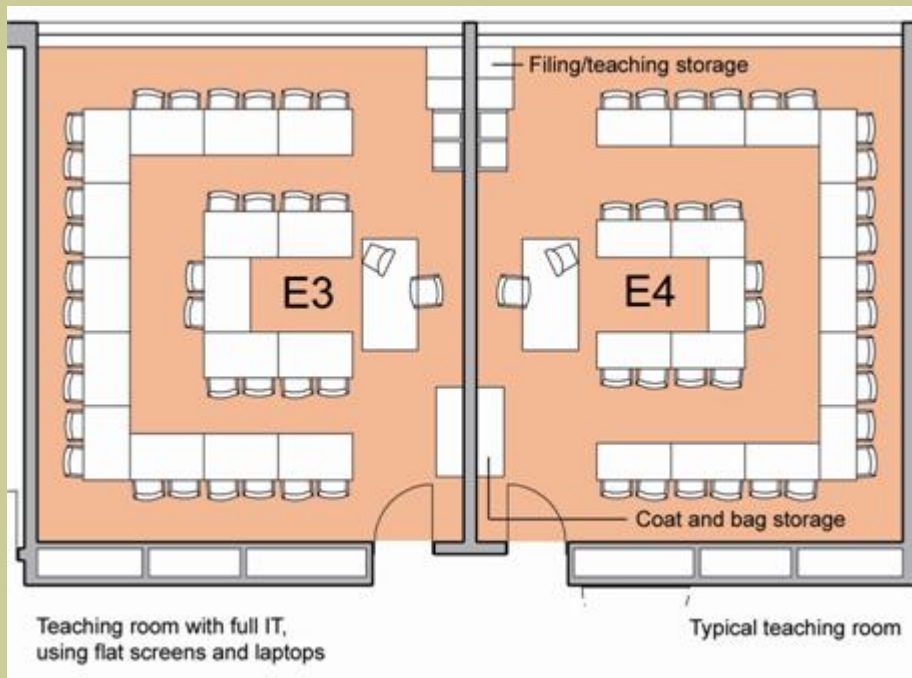 Filing/teaching storage
E3
E4
Coat and bag storage
Teaching room with full IT,
using flat screens and laptops
Typical teaching room